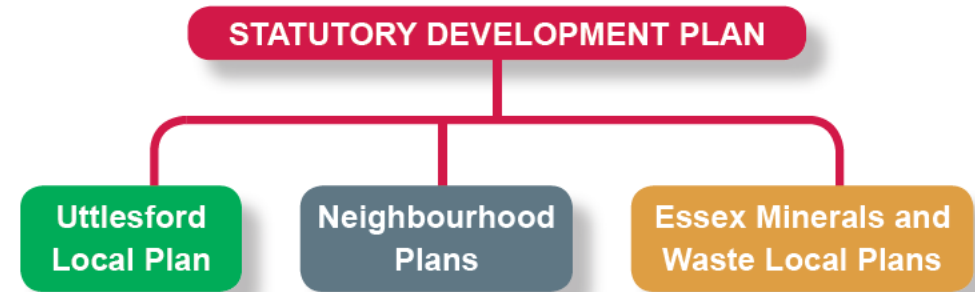 STATUTORY DEVELOPMENT PLAN
Uttlesford
Local Plan
Neighbourhood
Plans
Essex Minerals and
Waste Local Plans